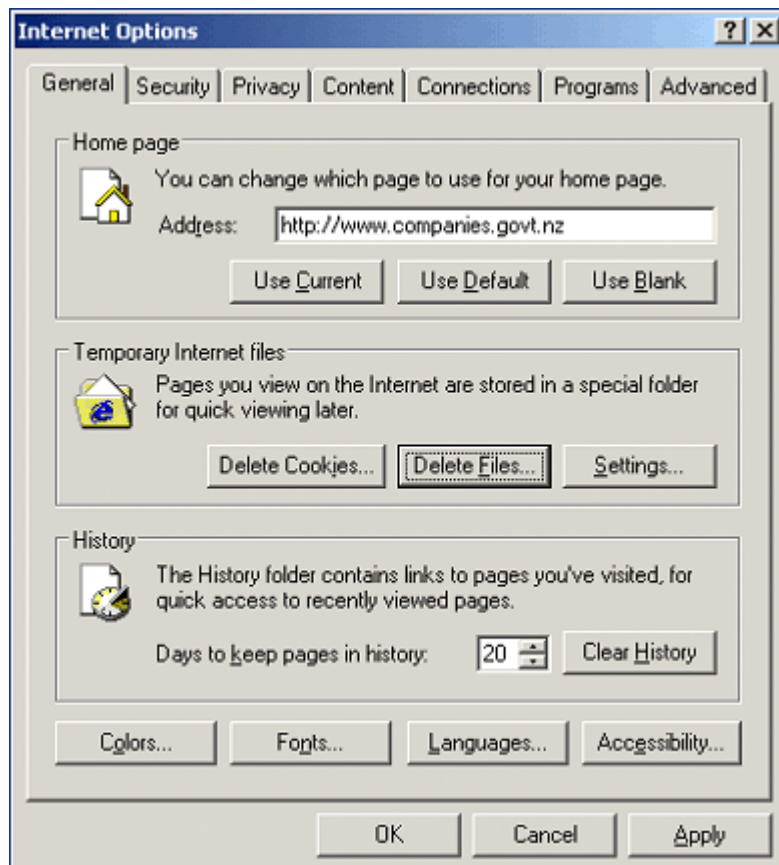 Internet Options
General Security Privacy Content Connections Programs Advanced
Home page
You can change which page to use for your home page.
Address: http://www.companies.govt.nz
Use Current Use Default Use Blank
Temporary Internet files
Pages you view on the Internet are stored in a special folder
for quick viewing later.
Delete Cookies... Delete Files... Settings...
History
The History folder contains links to pages you've visited, for
quick access to recently viewed pages.
Days to keep pages in history: 20 Clear History
Colors... Fonts... Languages... Accessibility...
OK Cancel Apply